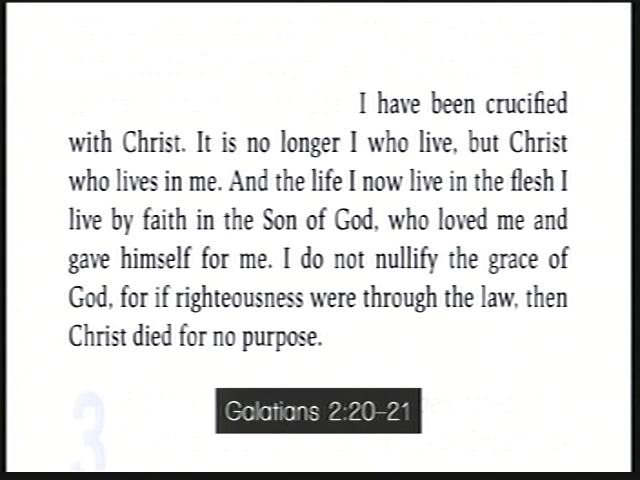 I have been crucified
with Christ. It is no longer I who live, but Christ
who lives in me. And the life I now live in the flesh I
live by faith in the Son of God, who loved me and
gave himself for me. I do not nullify the grace of
God, for if righteousness were through the law, then
Christ died for no purpose.
3
Galatians 2:20–21